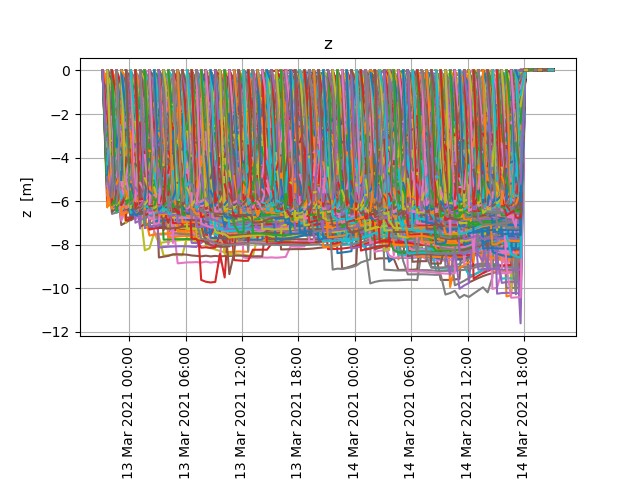 z
0
−2
−4
−6
−8
−10
−12
z [m]
13 Mar 2021 00:00
13 Mar 2021 06:00
13 Mar 2021 12:00
13 Mar 2021 18:00
14 Mar 2021 00:00
14 Mar 2021 06:00
14 Mar 2021 12:00
14 Mar 2021 18:00